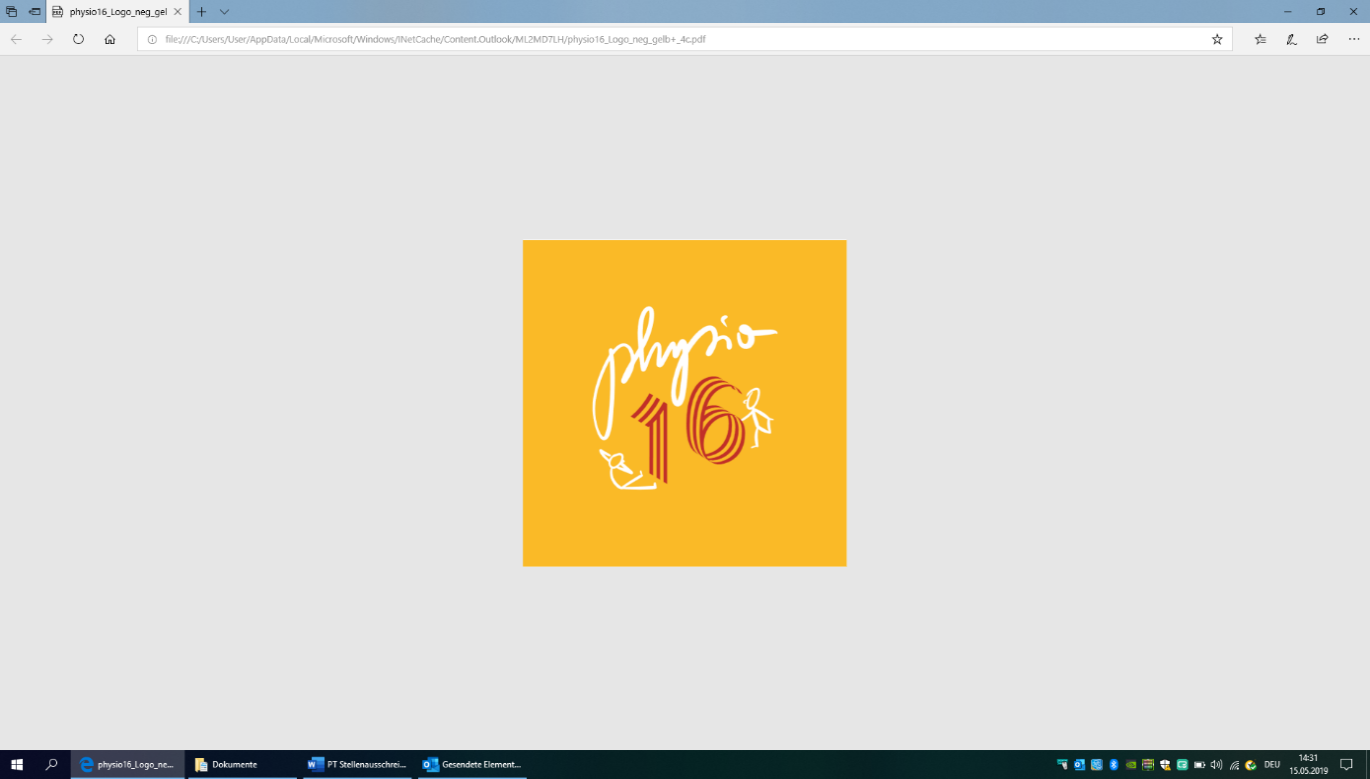 physio16_Logo_neg_gel
file:///C:/Users/User/AppData/Local/Microsoft/Windows/INetCache/Content.Outlook/ML2MD7LH/physio16_Logo_neg_gelb+_4c.pdf
physio
16
physio16_Logo_ne...
Dokumente
PT Stellenausschrei...
Gesendete Element...
DEU
14:31
15.05.2019